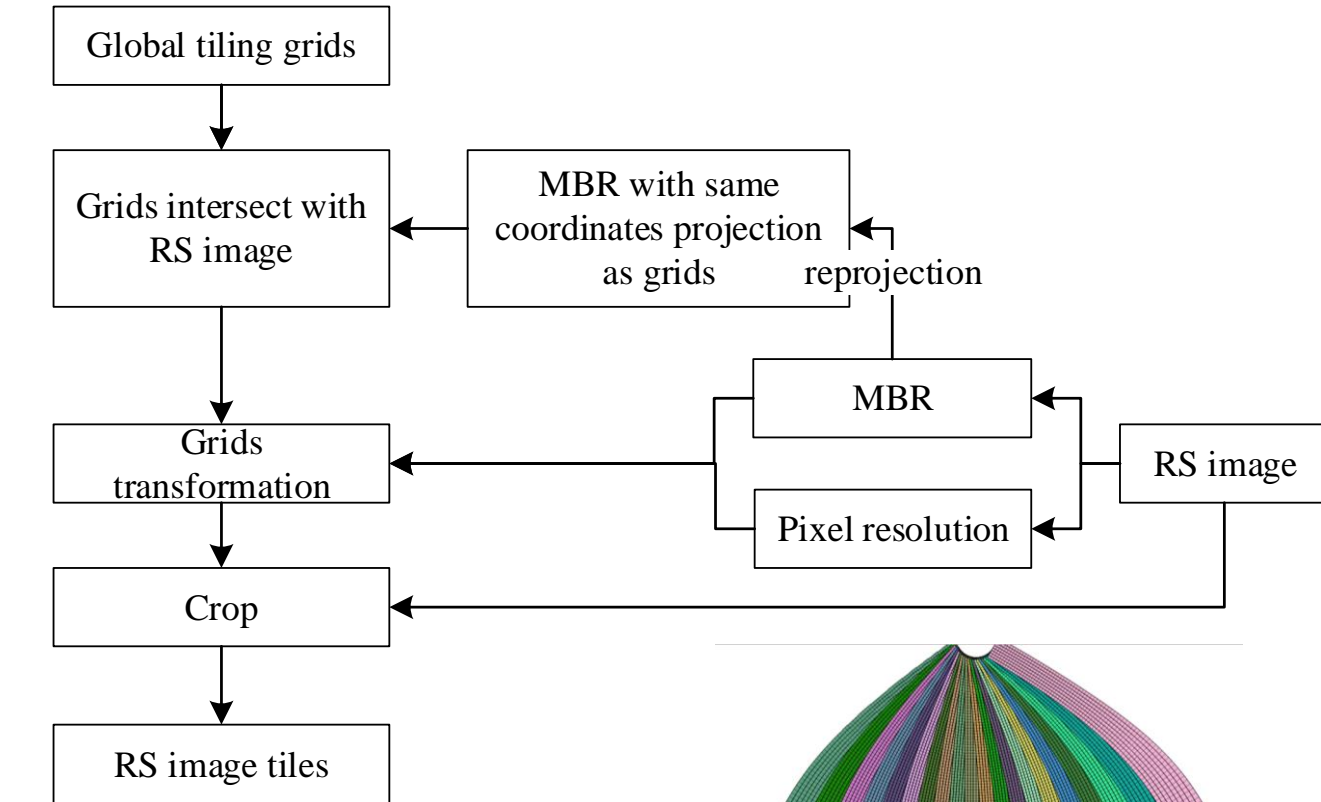 Global tiling grids
Grids intersect with
RS image
MBR with same
coordinates projection
as grids
reprojection
MBR
Grids
transformation
RS image
Pixel resolution
Crop
RS image tiles